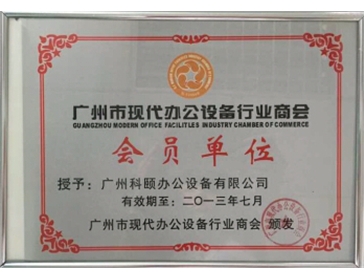 广州市现代办公设备行业商会
GUANGZHOU MODERN OFFICE FACILITLES INDUSTRY CHAMBER OF COMMERCE
会员单位
授予：广州科颐办公设备有限公司
有效期至：二〇一三年七月
广州市现代办公设备行业商会 颁发